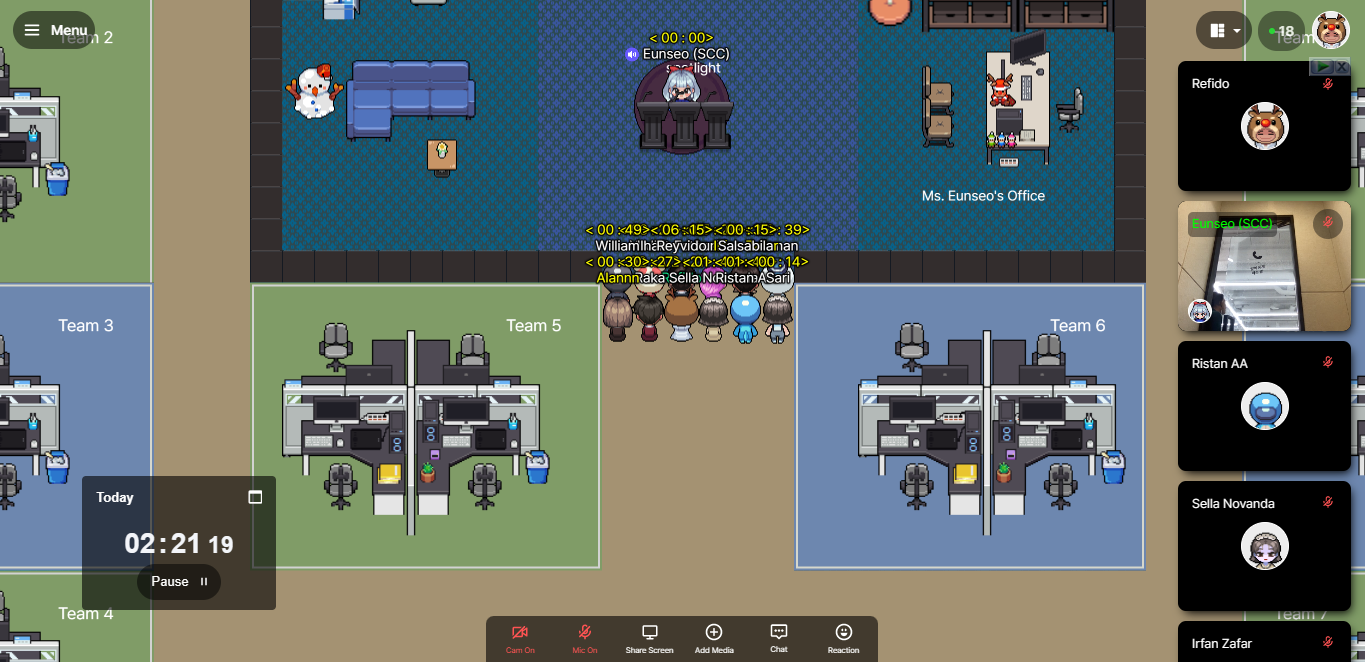 Menu
Team 2
< 00 : 00>
Eunseo (SCC)
spotlight
18
Refido
Ms. Eunseo's Office
Eunseo (SCC)
Team 3
Team 5
Team 6
Ristan AA
Today
02:21 19
Pause
Sella Novanda
Team 4
Team 7
Irfan Zafar
Cam On
Mic On
Share Screen
Add Media
Chat
Reaction